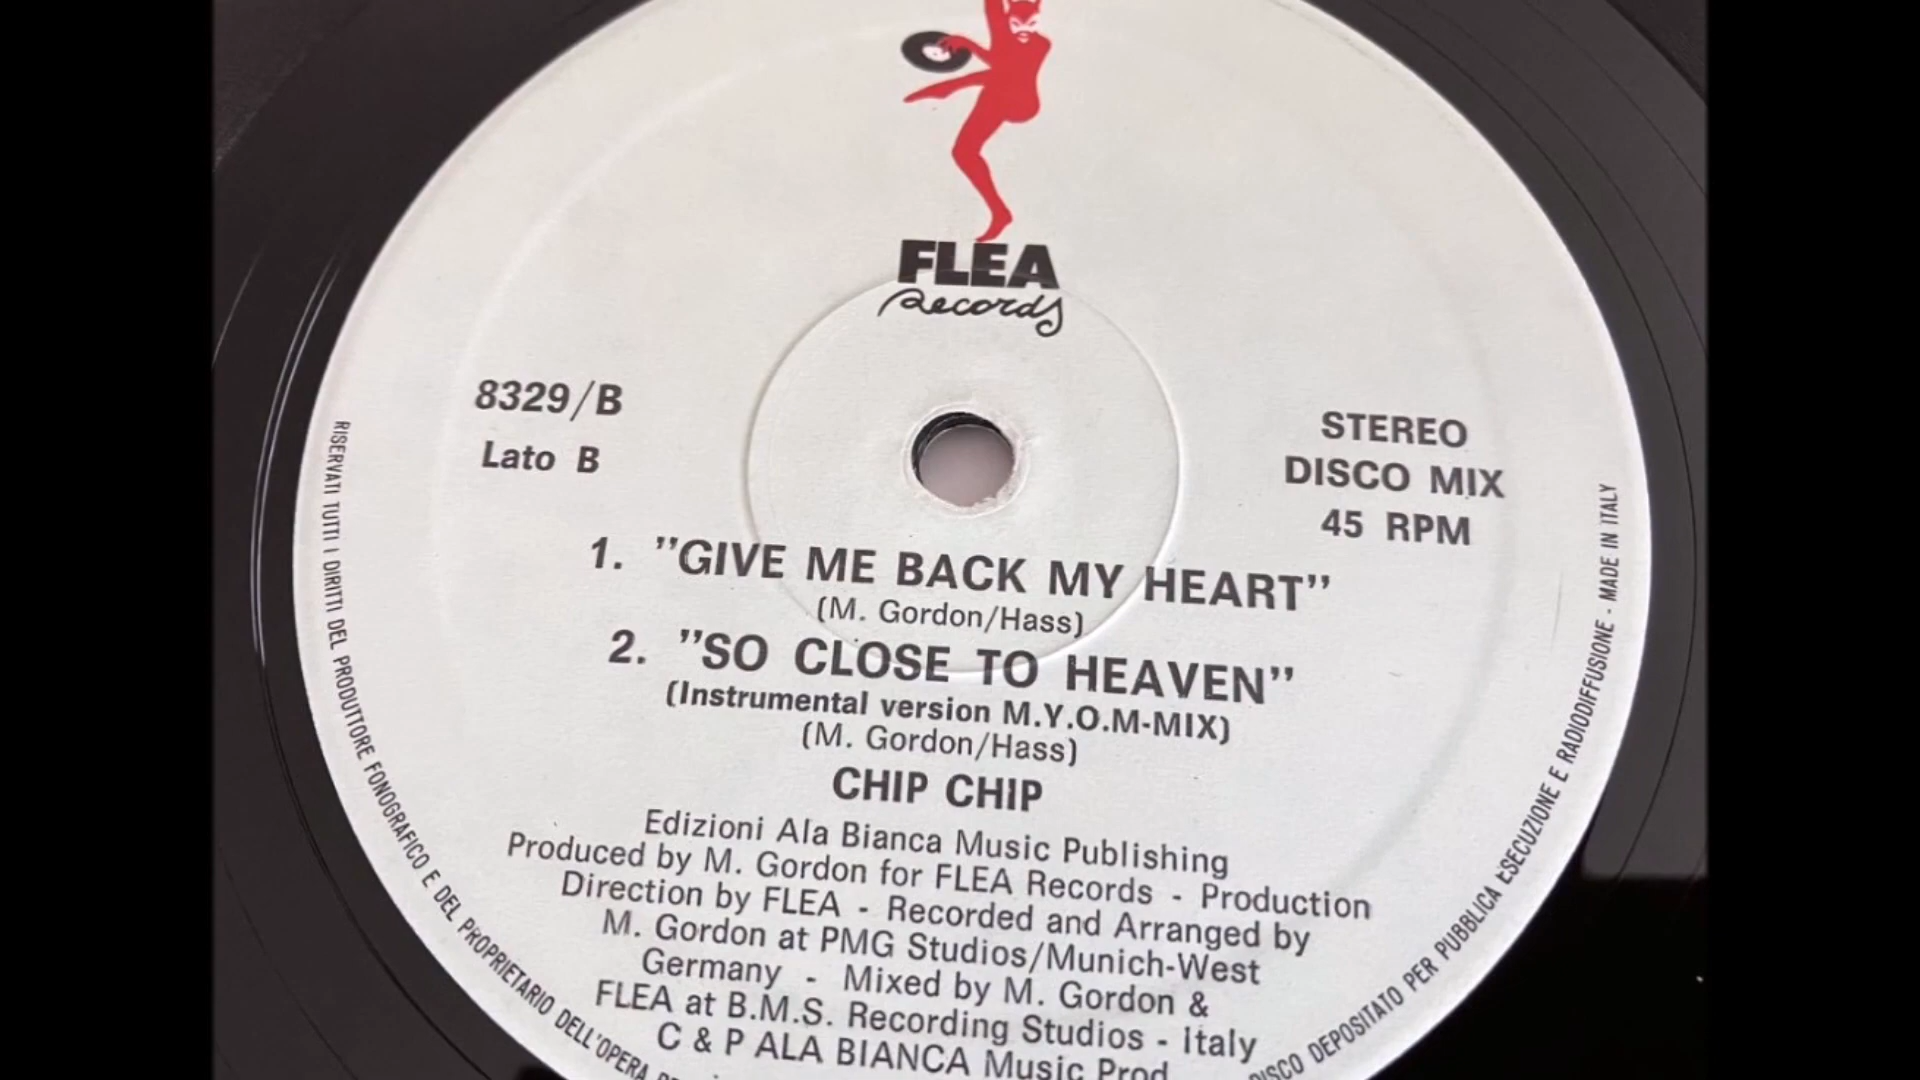 FLEA
Records
8329/B
Lato B
STEREO
DISCO MIX
45 RPM
1. "GIVE ME BACK MY HEART"
(M. Gordon/Hass)
2. "SO CLOSE TO HEAVEN"
(Instrumental version M.Y.O.M-MIX)
(M. Gordon/Hass)
CHIP CHIP
Edizioni Ala Bianca Music Publishing
Produced by M. Gordon for FLEA Records - Production
Direction by FLEA - Recorded and Arranged by
M. Gordon at PMG Studios/Munich-West
Germany - Mixed by M. Gordon &
FLEA at B.M.S. Recording Studios - Italy
C & P ALA BIANCA Music Prod
RISERVATI TUTTI I DIRITTI DEL PRODUTTORE FONOGRAFICO E DEL PROPRIETARIO DELL'OPERA
DISCO DEPOSITATO PER PUBBLICA ESECUZIONE E RADIODIFFUSIONE - MADE IN ITALY